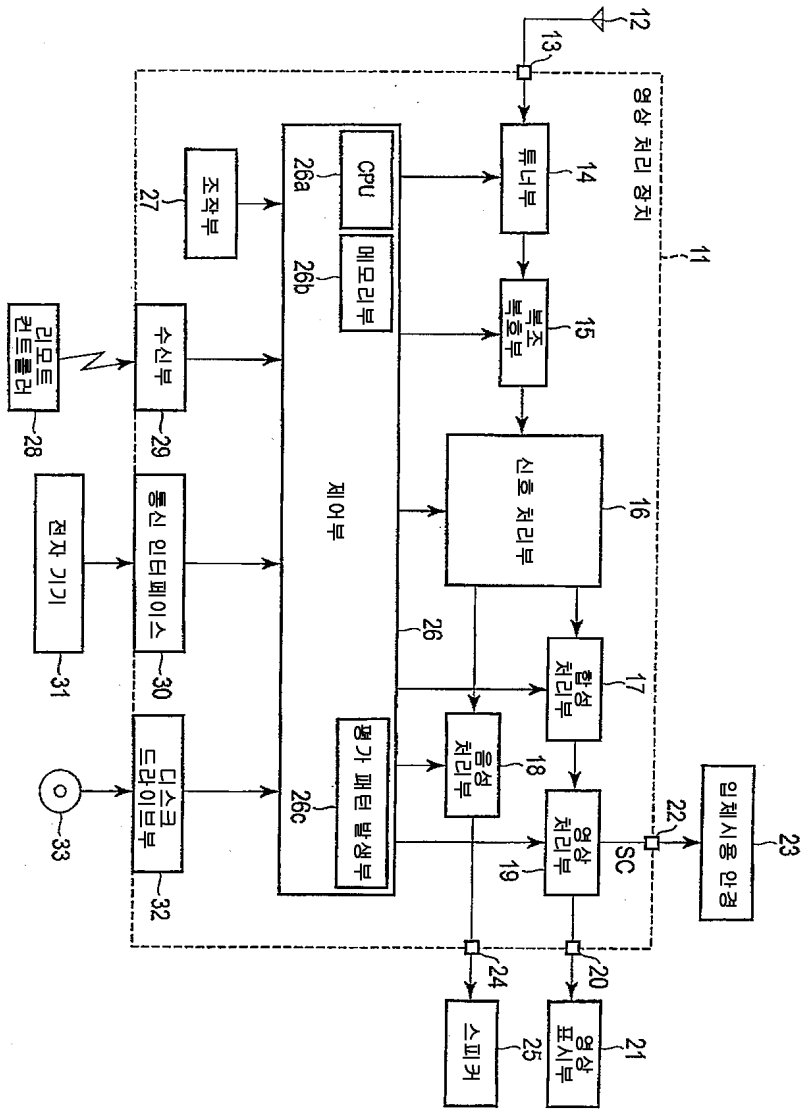 12
13
영상 처리 장치
11
튜너부
14
복조
복호부
15
신호 처리부
16
합성
처리부
17
음성
처리부
18
영상
처리부
19
SC
22
입체시용 안경
23
20
영상
표시부
21
24
스피커
25
CPU
26a
메모리부
26b
제어부
26
평가 패턴 발생부
26c
조작부
27
수신부
29
리모트
컨트롤러
28
통신 인터페이스
30
전자 기기
31
디스크
드라이브부
32
33